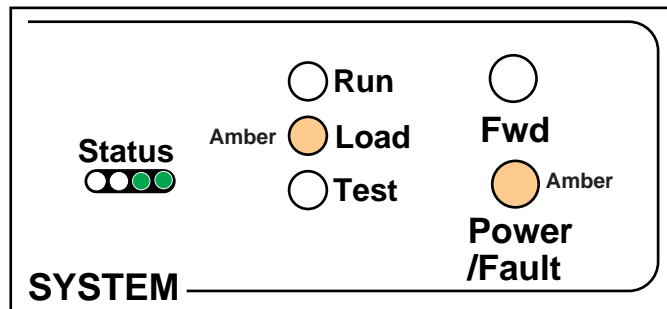 Run
Fwd
Amber
Load
Status
Test
Amber
Power
/Fault
SYSTEM